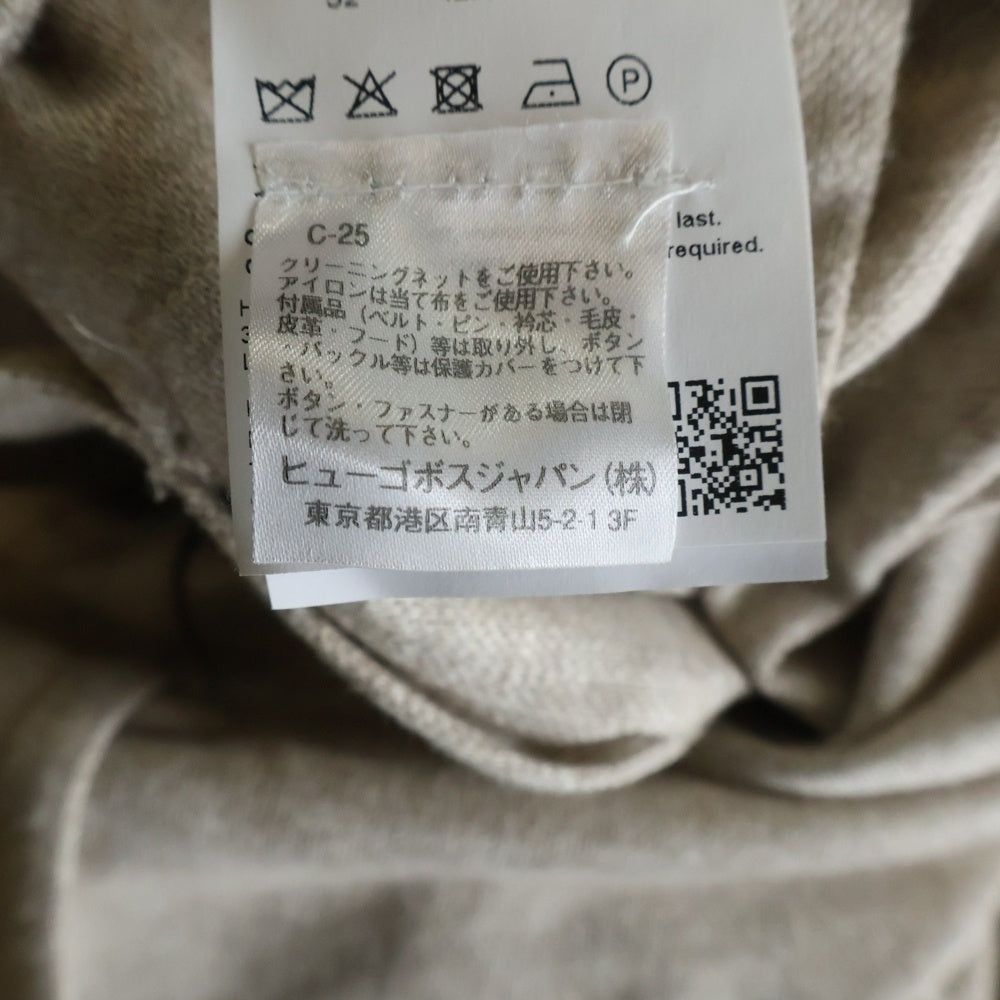 C-25
last.
required.
クリーニングネットをご使用下さい。
アイロンは当て布をご使用下さい。
付属品（ベルト・ピン・衿芯・毛皮・
皮革・フード）等は取り外し、ボタン
・バックル等は保護カバーをつけて下
さい。
ボタン・ファスナーがある場合は閉
じて洗って下さい。
ヒューゴボスジャパン(株)
東京都港区南青山5-2-1 3F